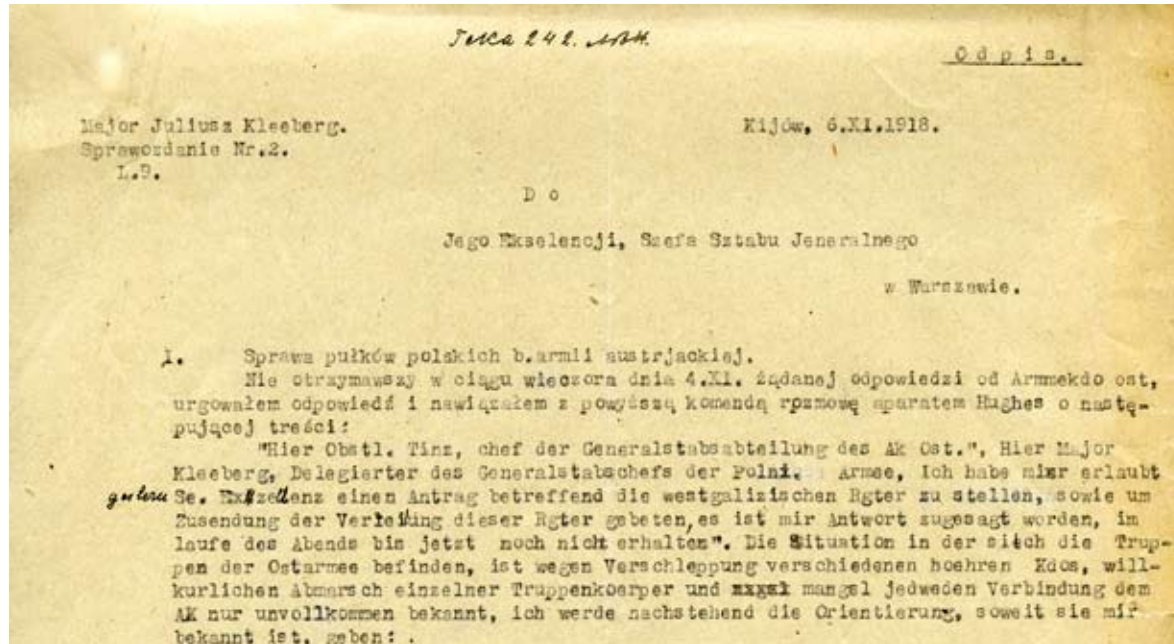 Teka 242.
Odpis.
Major Juliusz Kleeberg.
Kijów, 6.XI.1918.
Sprawozdanie Nr.2.
L.9.
Do
Jego Ekselencji, Szefa Sztabu Jeneralnego
w Warszawie.
1. Sprawa pułków polskich b.armii austrjackiej.
Nie otrzymawszy w ciągu wieczora dnia 4.XI. żądanej odpowiedzi od Armmekdo ost,
urgowałem odpowiedź i nawiązałem z powyższą komendą rozmowę aparatem Hughes o nastę-
pującej treści:
"Hier Obstl. Tinz, chef der Generalstabsabteilung des Ak Ost.", Hier Major
Kleeberg, Delegierter des Generalstabschefs der Polni. Armee, Ich habe mir erlaubt
gestern Se. Exzellenz einen Antrag betreffend die westgalizischen Rgter zu stellen, sowie um
Zusendung der Verteilung dieser Rgter gebeten, es ist mir Antwort zugesagt worden, im
laufe des Abends bis jetzt noch nicht erhalten". Die Situation in der siech die Trup-
pen der Ostarmee befinden, ist wegen Verschleppung verschiedenen hoehren Kdos, will-
kurlichen Abmarsch einzelner Truppenkoerper und mangel jedweden Verbindung dem
AK nur unvollkommen bekannt, ich werde nachstehend die Orientierung, soweit sie mir
bekannt ist, geben: .